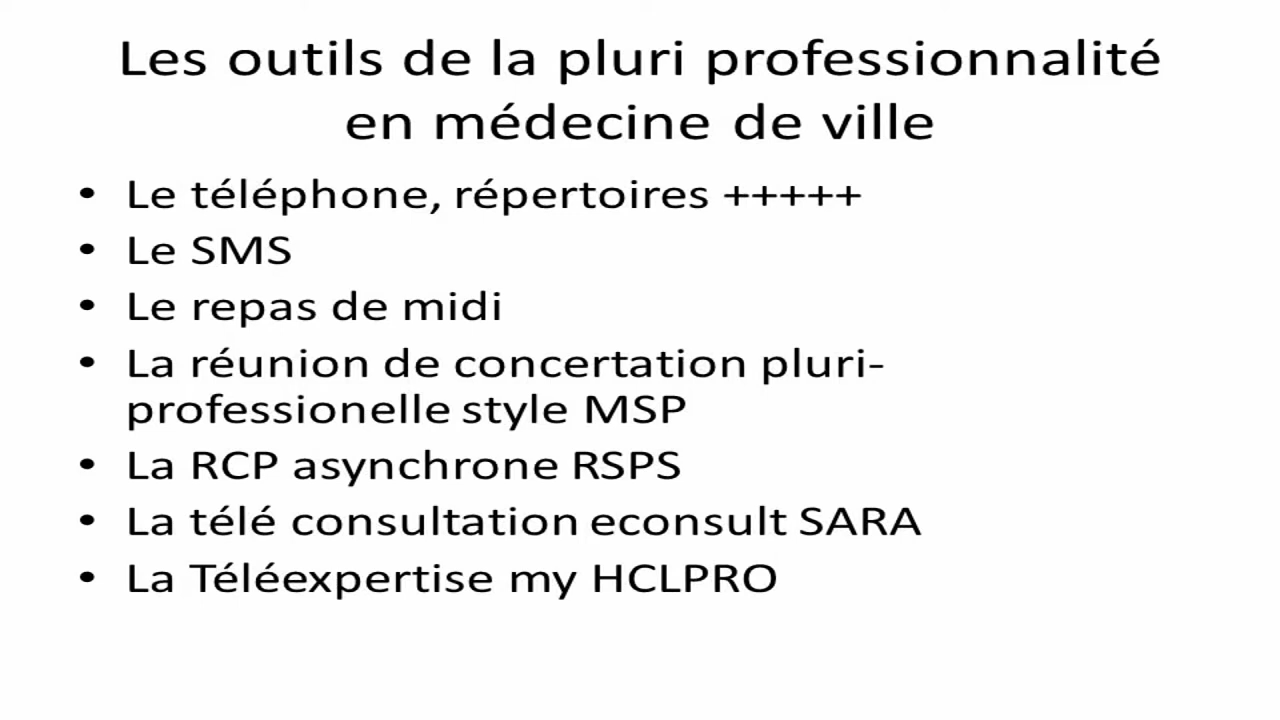 Les outils de la pluri professionnalité
en médecine de ville
• Le téléphone, répertoires +++++
• Le SMS
• Le repas de midi
• La réunion de concertation pluri-
professionelle style MSP
• La RCP asynchrone RSPS
• La télé consultation econsult SARA
• La Téléexpertise my HCLPRO